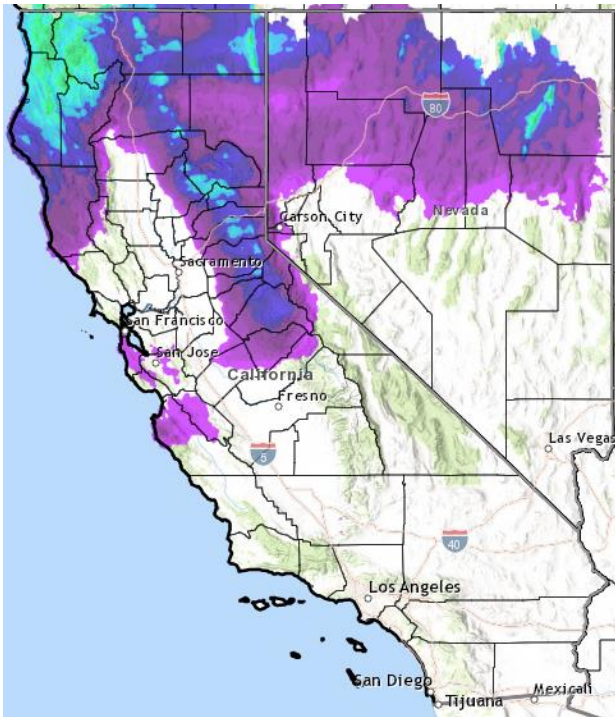 80
Nevada
Carson City
Sacramento
San Francisco
San Jose
California
Fresno
5
Las Vegas
40
Los Angeles
San Diego
Tijuana
Mexicali